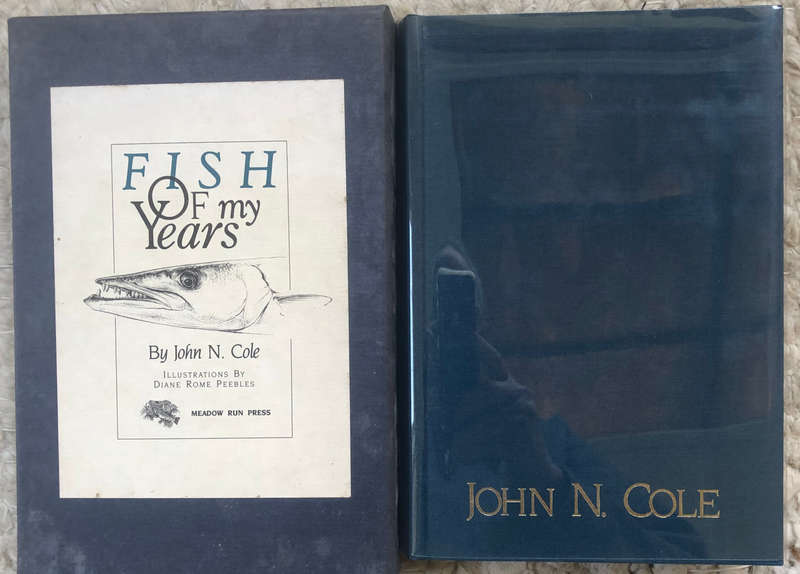 FISH
OF my
Years
By John N. Cole
ILLUSTRATIONS BY
DIANE ROME PEEBLES
MEADOW RUN PRESS
JOHN N. COLE